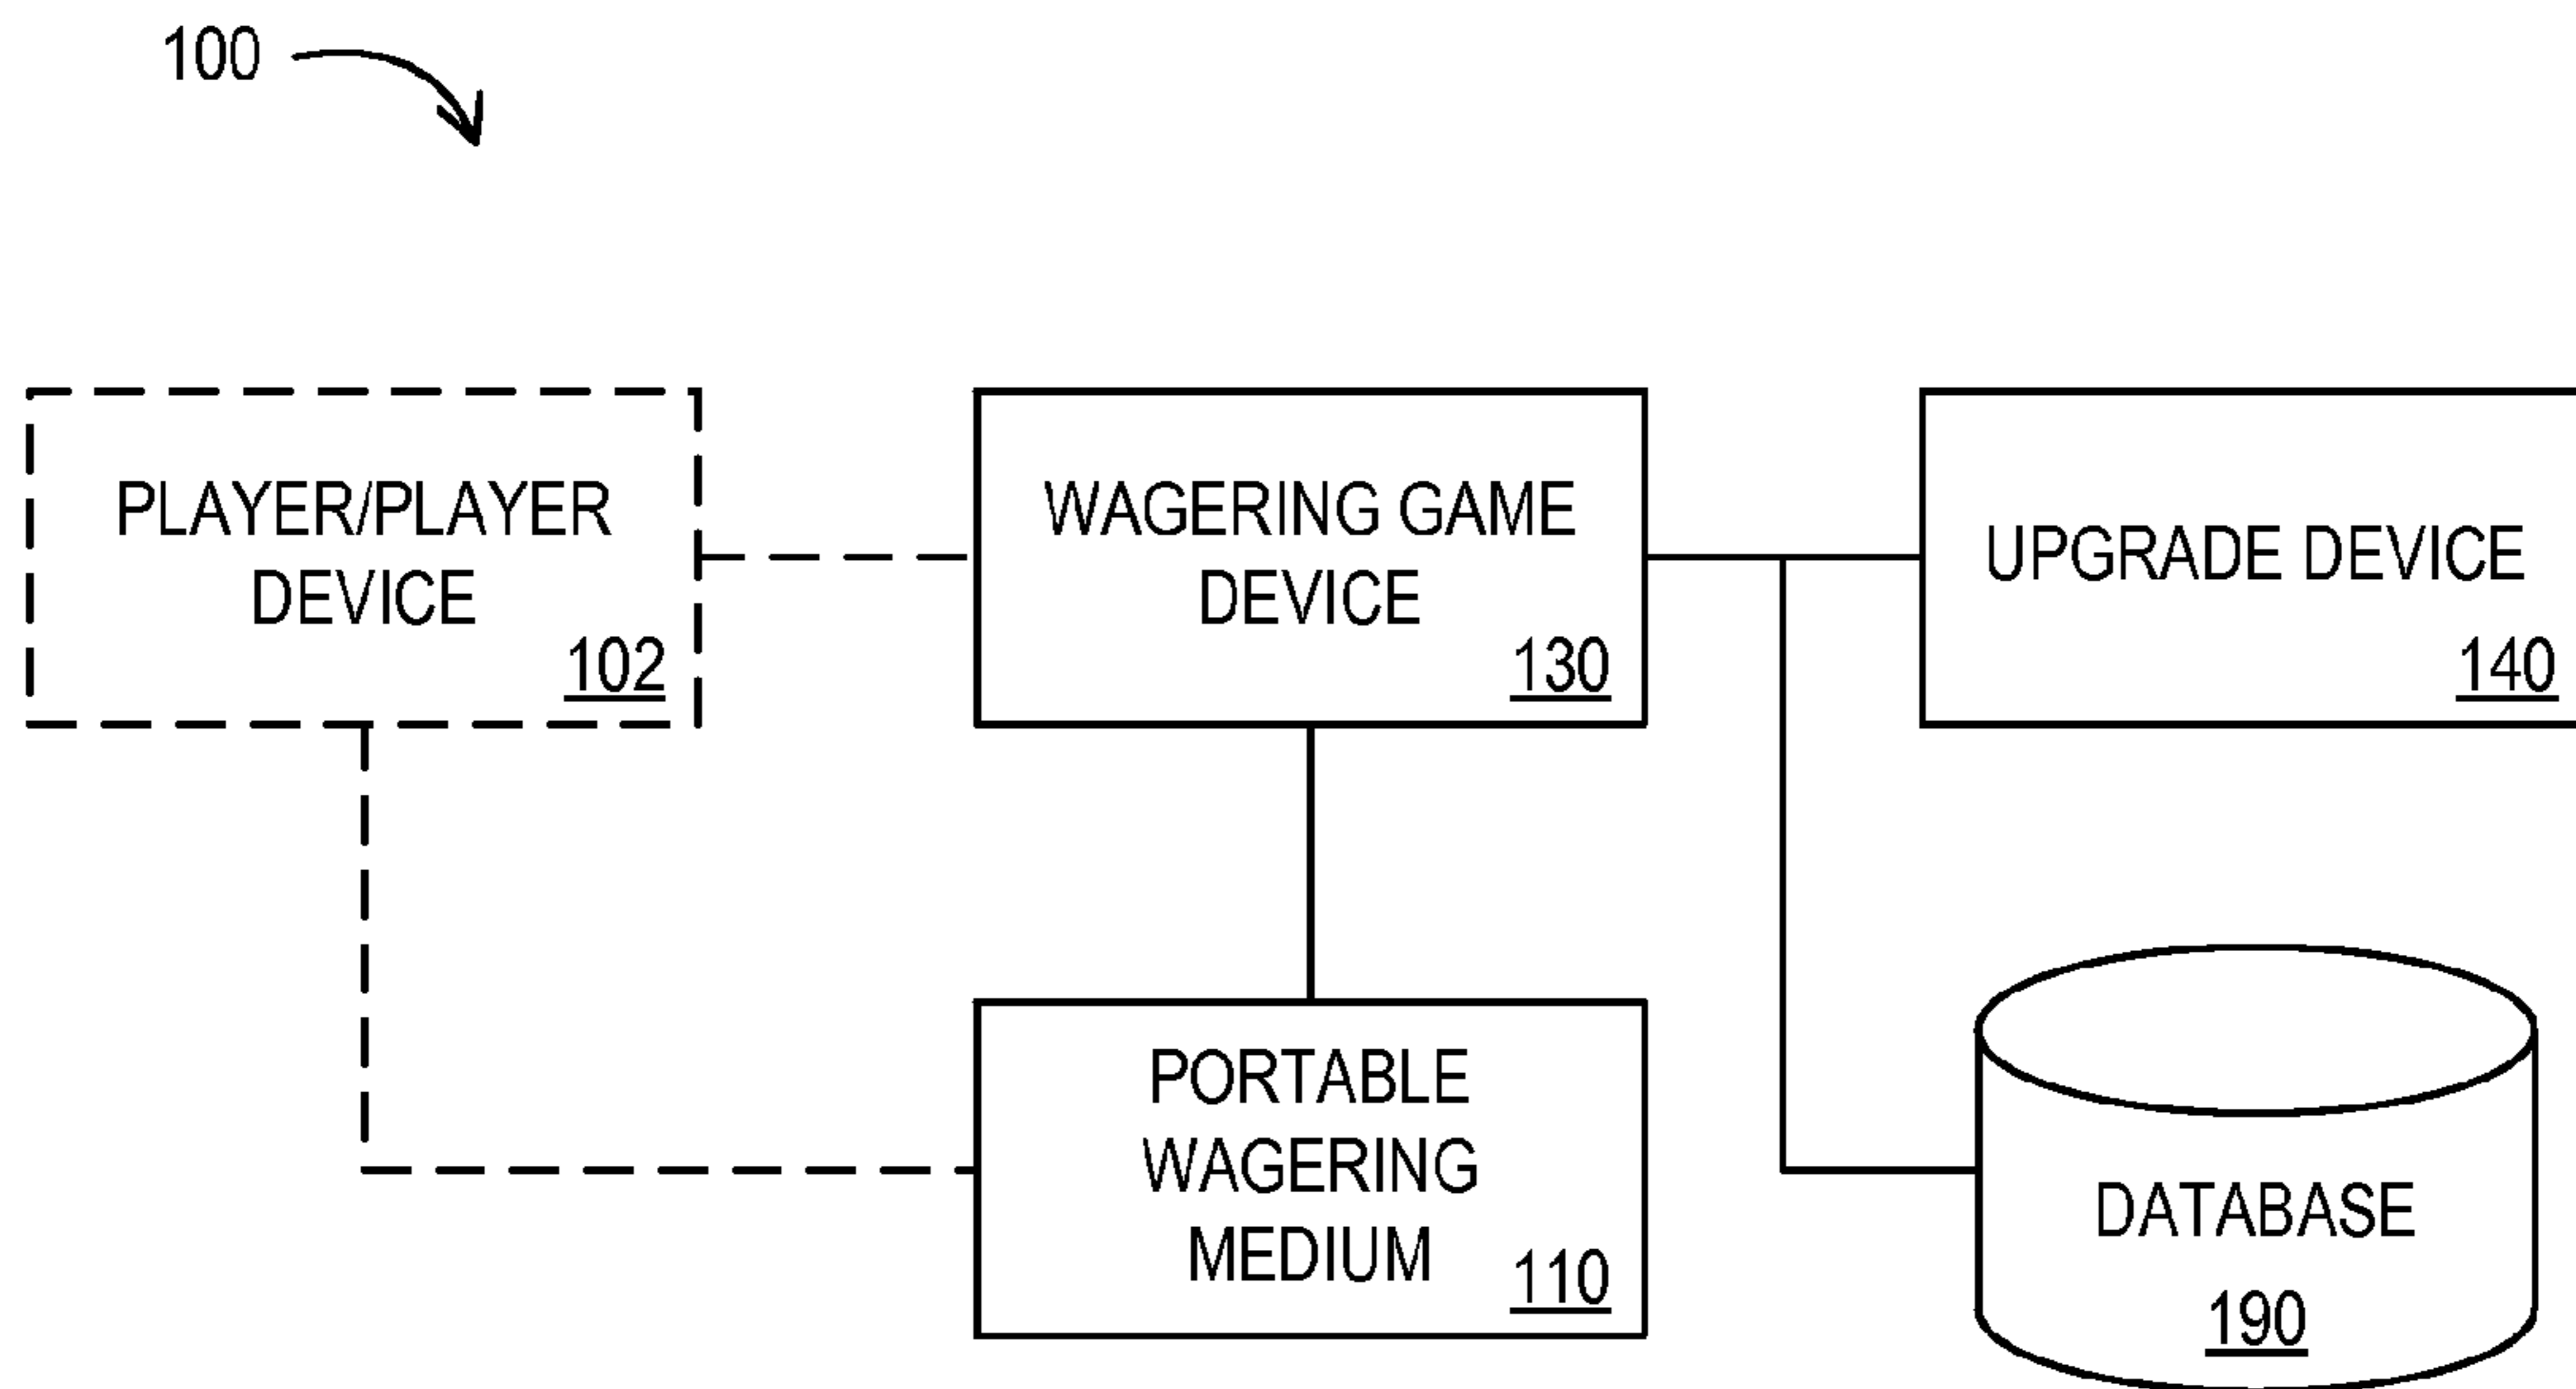 100
PLAYER/PLAYER
DEVICE
102
WAGERING GAME
DEVICE
130
UPGRADE DEVICE
140
PORTABLE
WAGERING
MEDIUM
110
DATABASE
190